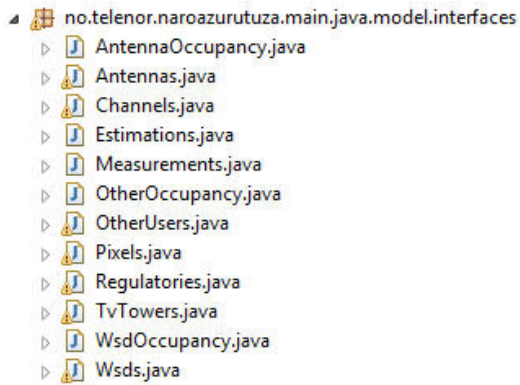 no.telenor.naroazurutuza.main.java.model.interfaces
AntennaOccupancy.java
Antennas.java
Channels.java
Estimations.java
Measurements.java
OtherOccupancy.java
OtherUsers.java
Pixels.java
Regulatories.java
TvTowers.java
WsdOccupancy.java
Wsds.java